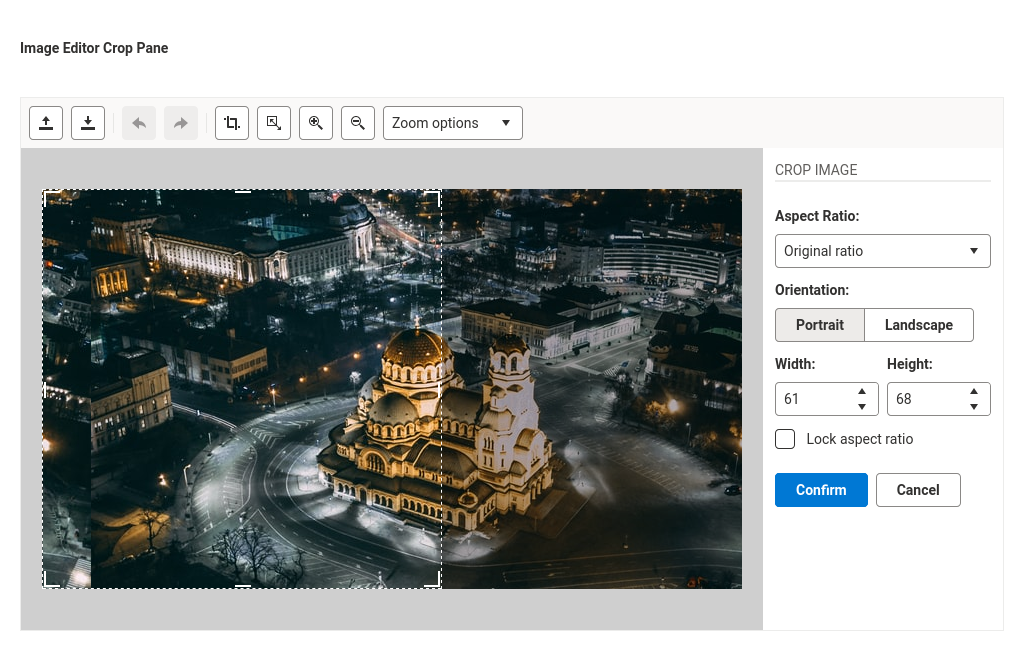 Image Editor Crop Pane
Zoom options
CROP IMAGE
Aspect Ratio:
Original ratio
Orientation:
Portrait Landscape
Width: Height:
61 68
Lock aspect ratio
Confirm Cancel